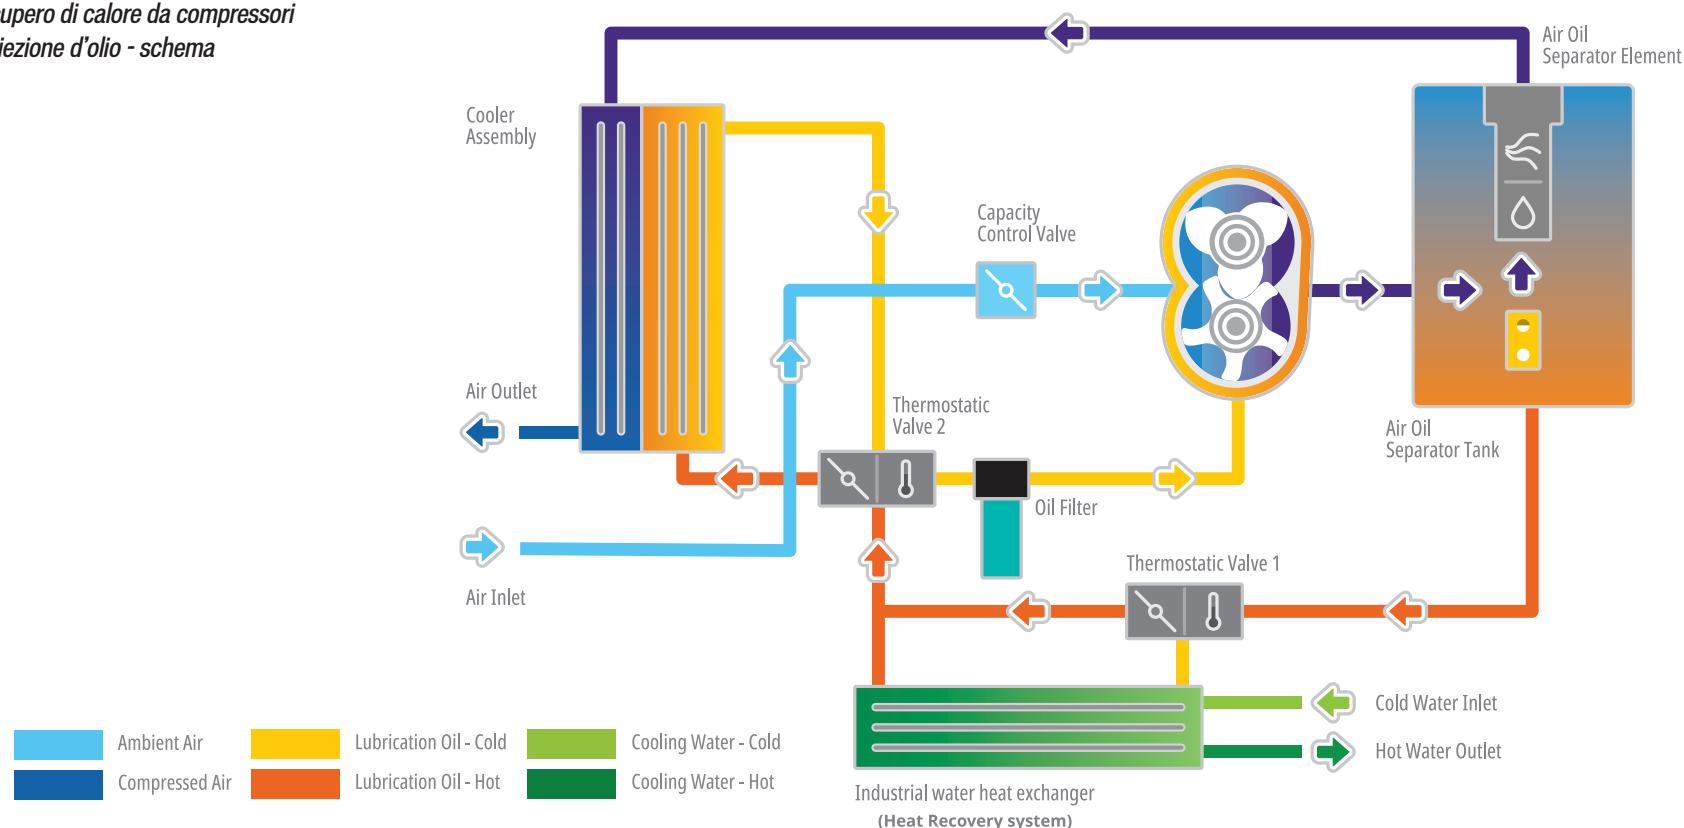 upero di calore da compressori
iezione d'olio - schema
Air Oil
Separator Element
Cooler
Assembly
Capacity
Control Valve
Air Outlet
Thermostatic
Valve 2
Air Oil
Separator Tank
Oil Filter
Thermostatic Valve 1
Air Inlet
Cold Water Inlet
Hot Water Outlet
Industrial water heat exchanger
(Heat Recovery system)
Ambient Air
Lubrication Oil - Cold
Cooling Water - Cold
Compressed Air
Lubrication Oil - Hot
Cooling Water - Hot